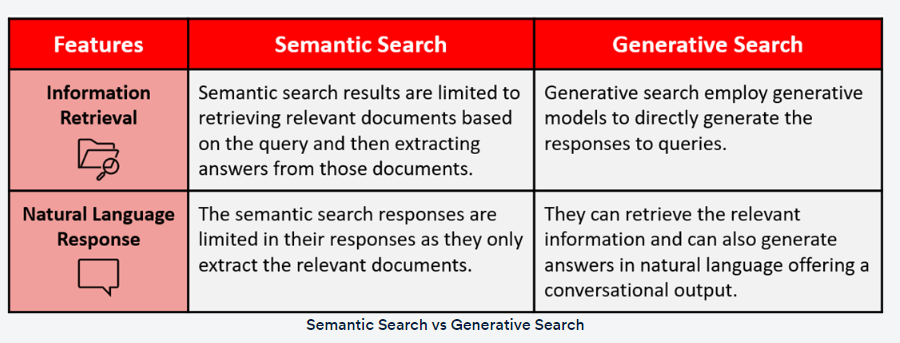 Features
Semantic Search
Generative Search
Information
Retrieval
Semantic search results are limited to
retrieving relevant documents based
on the query and then extracting
answers from those documents.
Generative search employ generative
models to directly generate the
responses to queries.
Natural Language
Response
The semantic search responses are
limited in their responses as they only
extract the relevant documents.
They can retrieve the relevant
information and can also generate
answers in natural language offering a
conversational output.
Semantic Search vs Generative Search